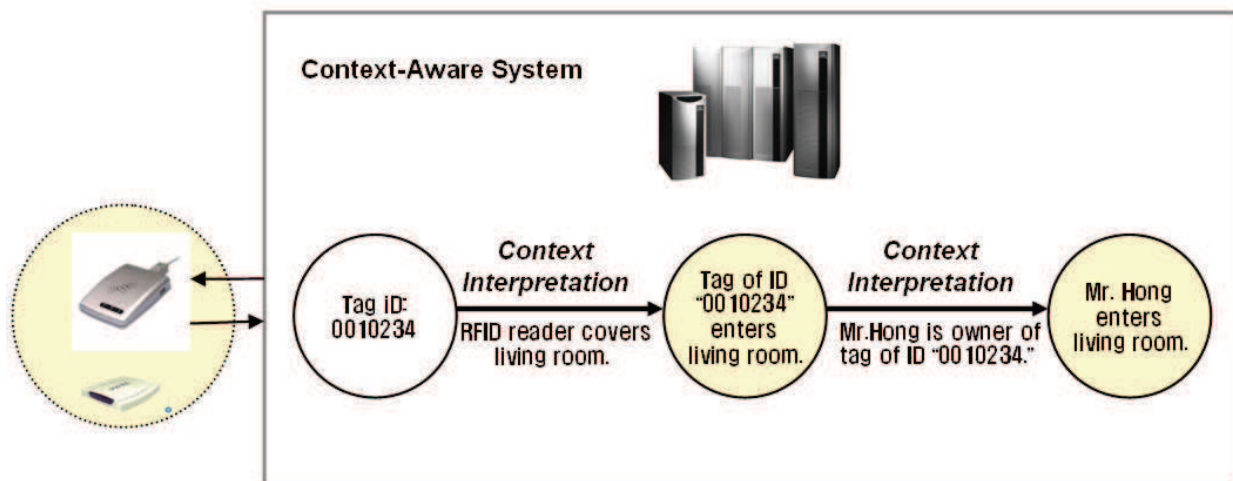 Context-Aware System
Tag iD:
0010234
Context
Interpretation
RFID reader covers
living room.
Tag of ID
“0010234”
enters
living room.
Context
Interpretation
Mr.Hong is owner of
tag of ID “0010234.”
Mr. Hong
enters
living room.